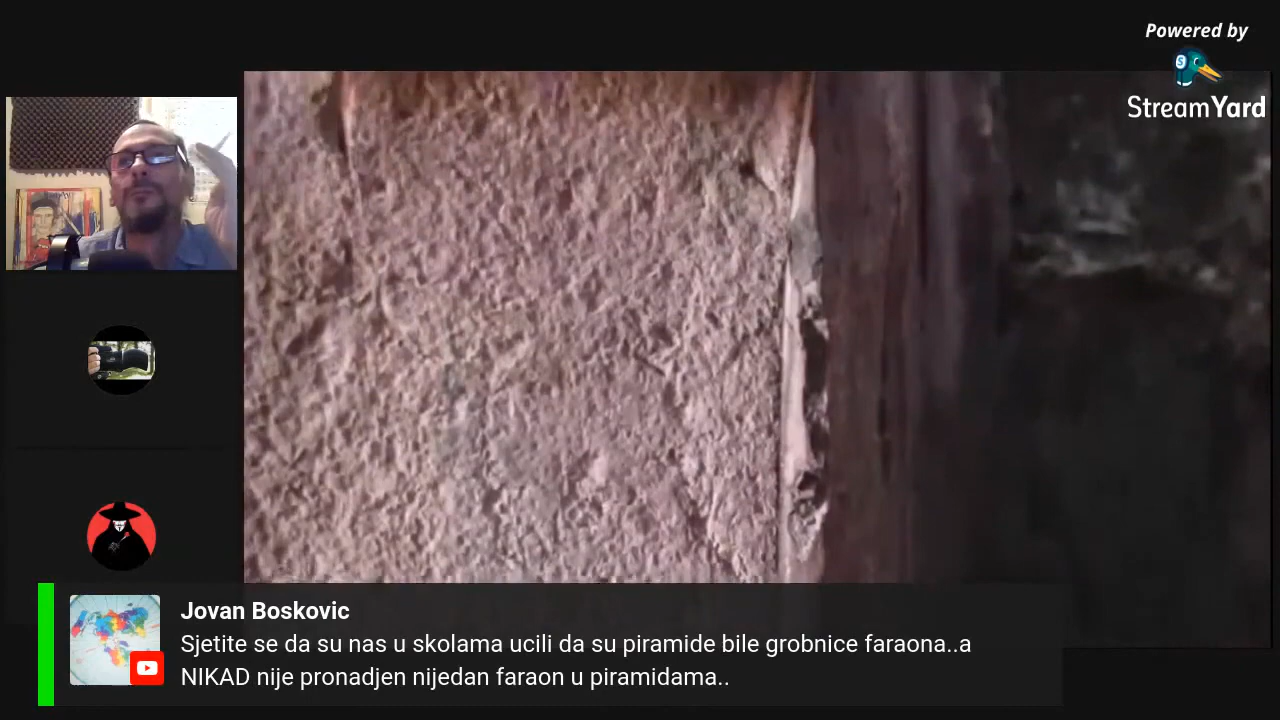 Powered by
StreamYard
Jovan Boskovic
Sjetite se da su nas u skolama ucili da su piramide bile grobnice faraona..a
NIKAD nije pronadjen nijedan faraon u piramidama..